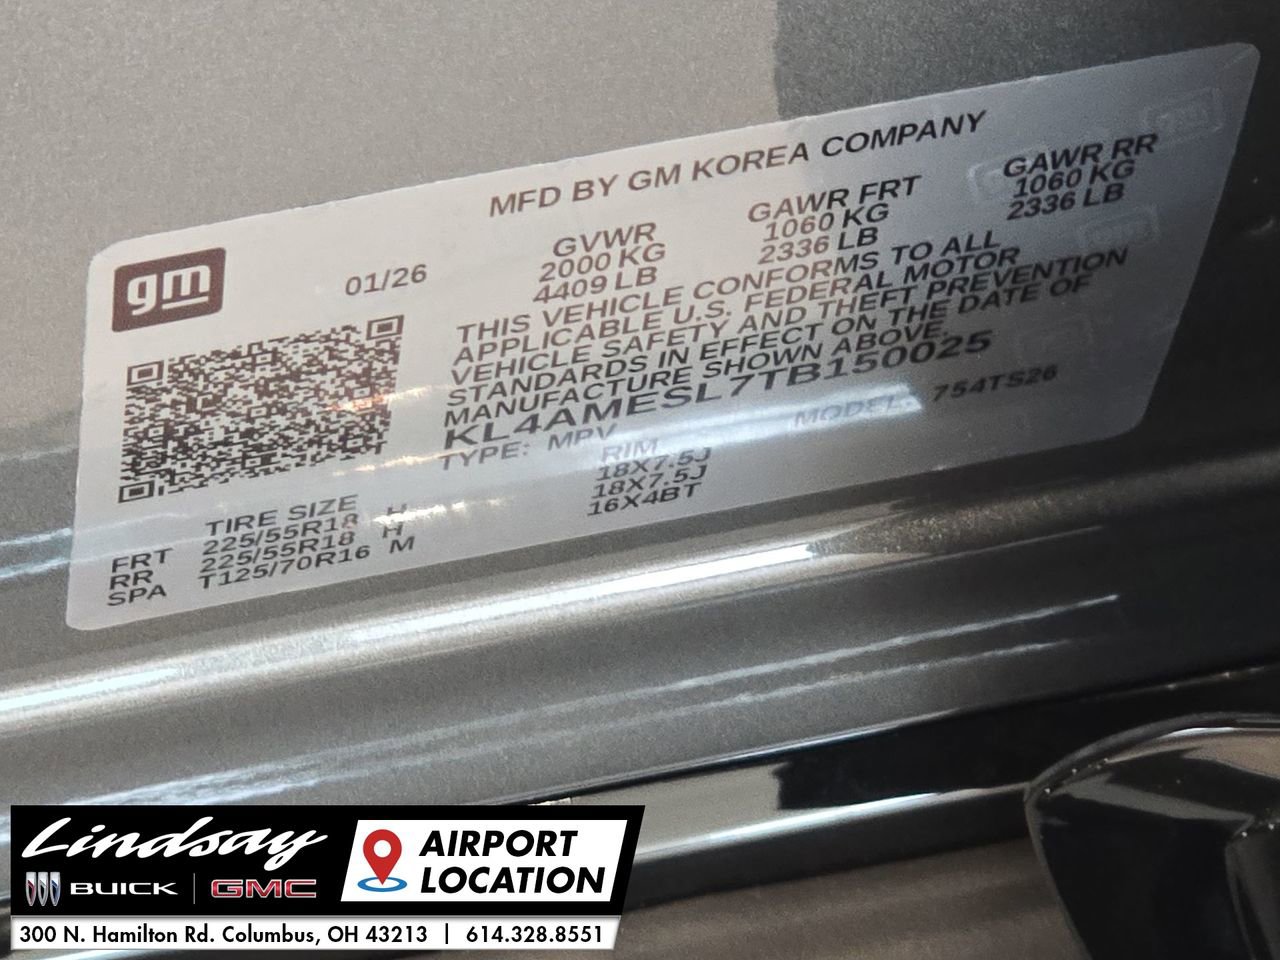 MFD BY GM KOREA COMPANY
gm
01/26
GVWR
2000 KG
4409 LB
GAWR FRT
1060 KG
2336 LB
GAWR RR
1060 KG
2336 LB
THIS VEHICLE CONFORMS TO ALL
APPLICABLE U.S. FEDERAL MOTOR
VEHICLE SAFETY AND THEFT PREVENTION
STANDARDS IN EFFECT ON THE DATE OF
MANUFACTURE SHOWN ABOVE.
KL4AMESL7TB150025
TYPE: MPV MODEL: 754TS26
TIRE SIZE RIM
FRT 225/55R18 H 18X7.5J
RR 225/55R18 H 18X7.5J
SPA T125/70R16 M 16X4BT
Lindsay
BUICK | GMC
AIRPORT
LOCATION
300 N. Hamilton Rd. Columbus, OH 43213 | 614.328.8551